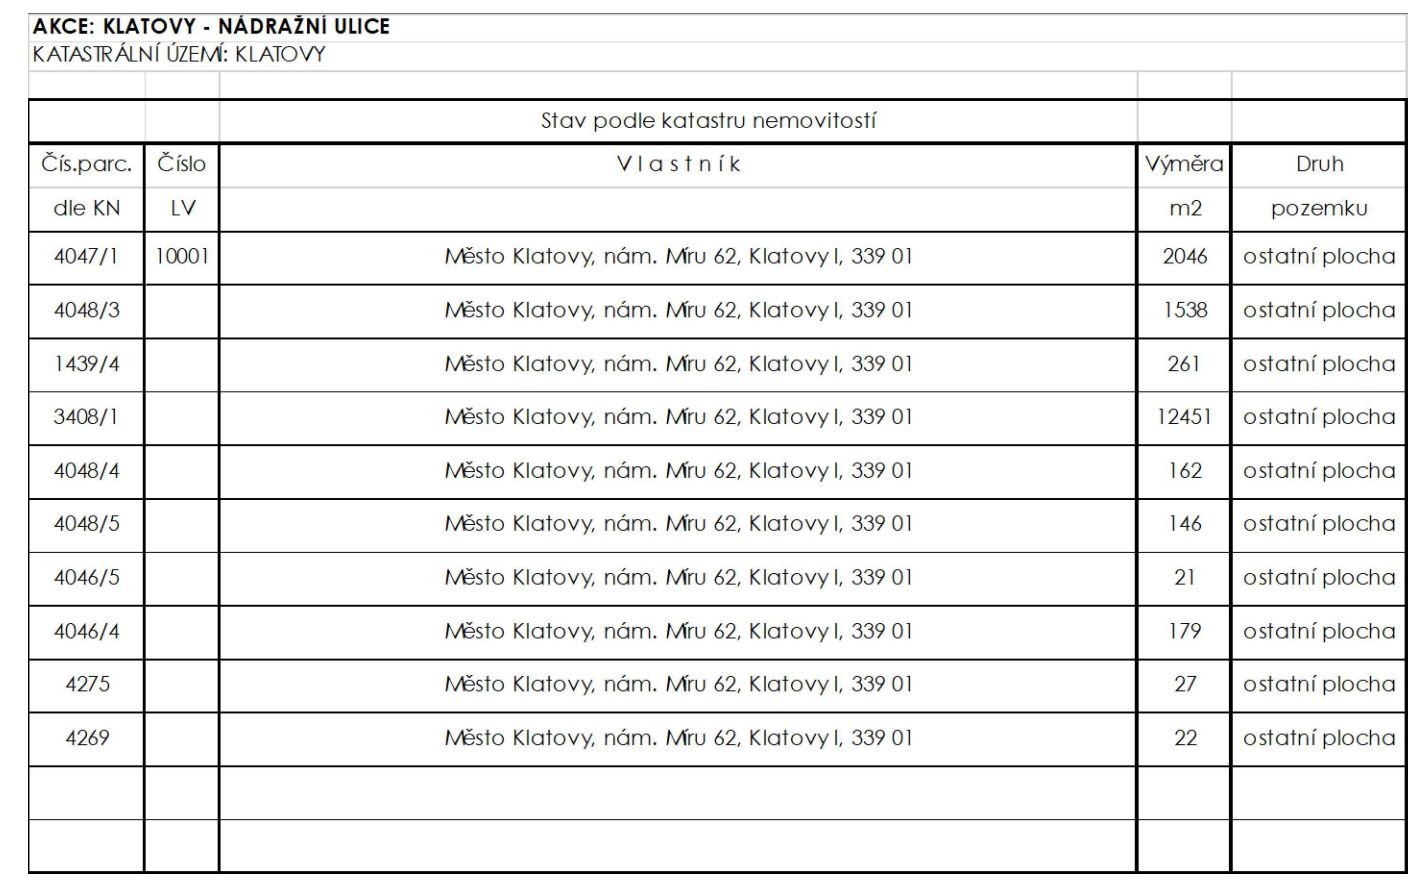 AKCE: KLATOVY - NÁDRAŽNÍ ULICE
KATASTRÁLNÍ ÚZEMÍ: KLATOVY
Stav podle katastru nemovitostí
Čís.parc. Číslo Vlastník Výměra Druh
dle KN LV m2 pozemku
4047/1 10001 Město Klatovy, nám. Míru 62, Klatovy I, 339 01 2046 ostatní plocha
4048/3 Město Klatovy, nám. Míru 62, Klatovy I, 339 01 1538 ostatní plocha
1439/4 Město Klatovy, nám. Míru 62, Klatovy I, 339 01 261 ostatní plocha
3408/1 Město Klatovy, nám. Míru 62, Klatovy I, 339 01 12451 ostatní plocha
4048/4 Město Klatovy, nám. Míru 62, Klatovy I, 339 01 162 ostatní plocha
4048/5 Město Klatovy, nám. Míru 62, Klatovy I, 339 01 146 ostatní plocha
4046/5 Město Klatovy, nám. Míru 62, Klatovy I, 339 01 21 ostatní plocha
4046/4 Město Klatovy, nám. Míru 62, Klatovy I, 339 01 179 ostatní plocha
4275 Město Klatovy, nám. Míru 62, Klatovy I, 339 01 27 ostatní plocha
4269 Město Klatovy, nám. Míru 62, Klatovy I, 339 01 22 ostatní plocha